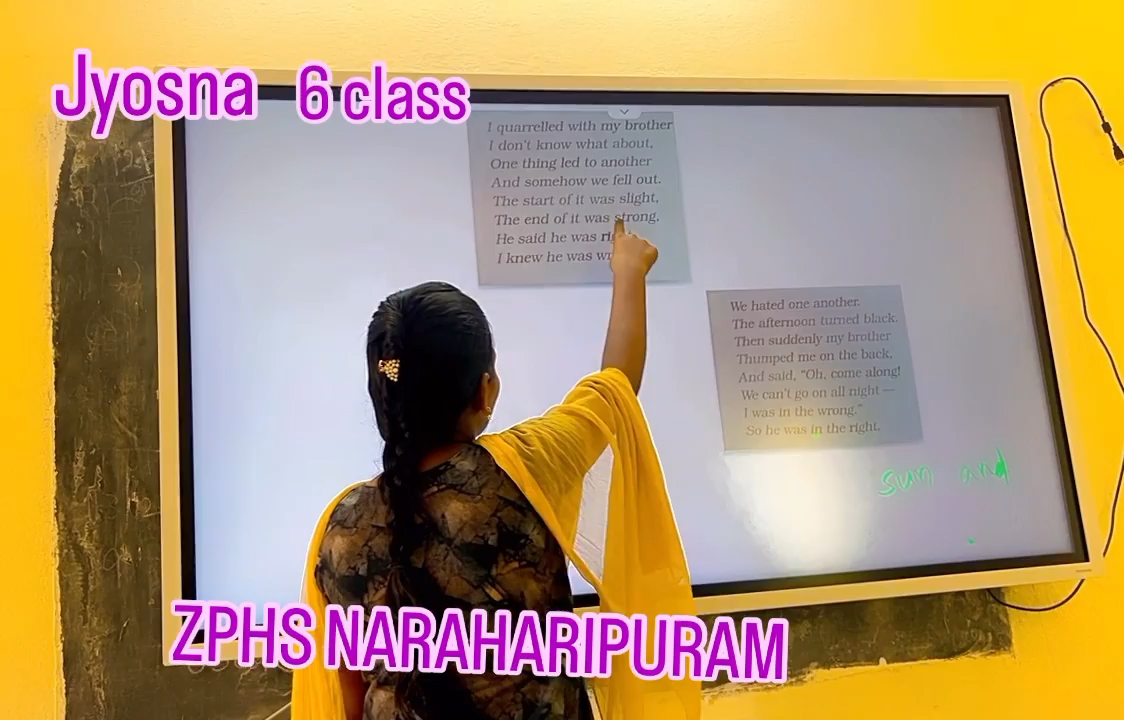 Jyosna 6 class
I quarrelled with my brother
I don't know what about,
One thing led to another
And somehow we fell out.
The start of it was slight,
The end of it was strong,
He said he was
I knew he was
We hated one another.
The afternoon turned black.
Then suddenly my brother
Thumped me on the back,
And said, "Oh, come along!
We can't go on all night —
I was in the wrong."
So he was in the right.
sun and
ZPHS NARAHARIPURAM